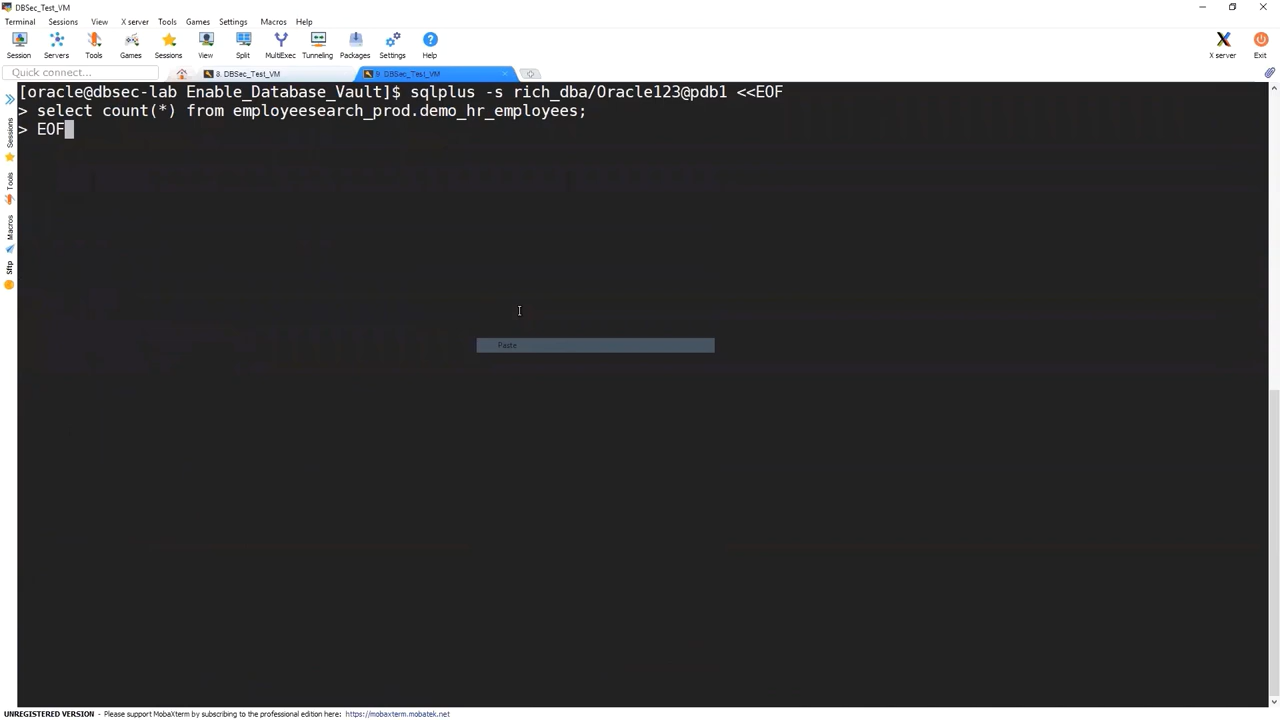 DBSec_Test_VM
Terminal Sessions View X server Tools Games Settings Macros Help
Session Servers Tools Games Sessions View Split MultiExec Tunneling Packages Settings Help X server Exit
Quick connect... 8. DBSec_Test_VM 9. DBSec_Test_VM
[oracle@dbsec-lab Enable_Database_Vault]$ sqlplus -s rich_dba/Oracle123@pdb1 <<EOF
> select count(*) from employeesearch_prod.demo_hr_employees;
> EOF
Sessions
Tools
Macros
Sftp
Paste
UNREGISTERED VERSION - Please support MobaXterm by subscribing to the professional edition here: https://mobaxterm.mobatek.net